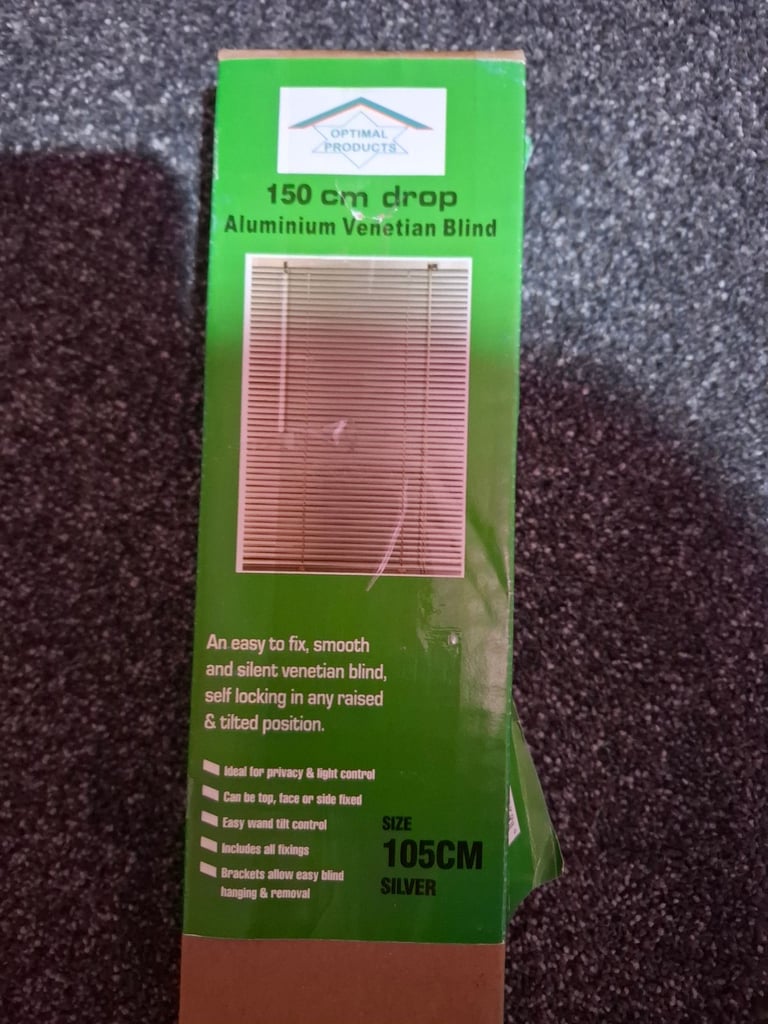 OPTIMAL
PRODUCTS
150 cm drop
Aluminium Venetian Blind
An easy to fix, smooth
and silent venetian blind,
self locking in any raised
& tilted position.
Ideal for privacy & light control
Can be top, face or side fixed
Easy wand tilt control
Includes all fixings
Brackets allow easy blind
hanging & removal
SIZE
105CM
SILVER